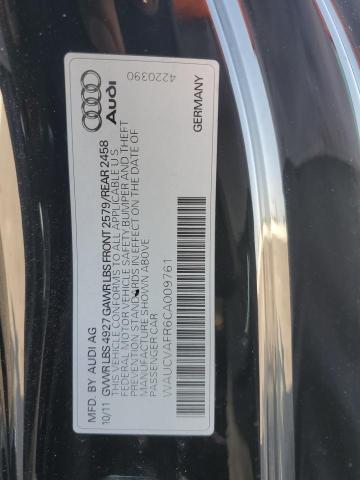 Audi
4220390
MFD. BY AUDI AG
GERMANY
10/11 GVWR LBS 4927 GAWR LBS FRONT 2579/REAR 2458
THIS VEHICLE CONFORMS TO ALL APPLICABLE U S
FEDERAL MOTOR VEHICLE SAFETY BUMPER AND THEFT
PREVENTION STANDARDS IN EFFECT ON THE DATE OF
MANUFACTURE SHOWN ABOVE
PASSENGER CAR
WAUCVAFR6CA009761